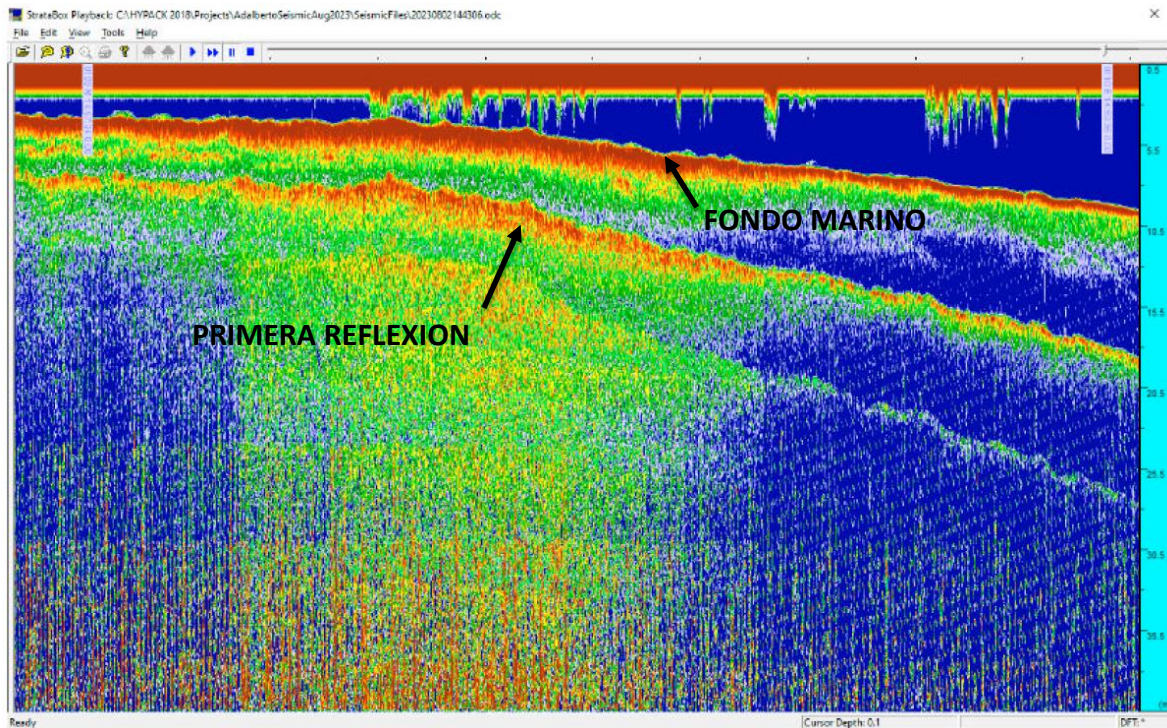 StrataBox Playback: C:\HYPACK 2018\Projects\AdalbertoSeismicAug2023\SeismicFiles\20230802144306.odc
File Edit View Tools Help
0.5
5.5
FONDO MARINO
10.5
PRIMERA REFLEXION
15.5
20.5
25.5
30.5
35.5
Ready Cursor Depth: 0.1 DFT: *